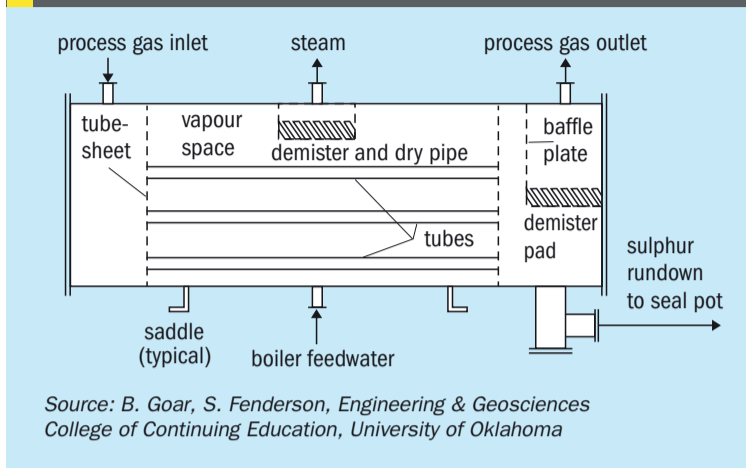 process gas inlet
steam
process gas outlet
tube-
sheet
vapour
space
demister and dry pipe
baffle
plate
tubes
demister
pad
sulphur
rundown
to seal pot
saddle
(typical)
boiler feedwater
Source: B. Goar, S. Fenderson, Engineering & Geosciences
College of Continuing Education, University of Oklahoma